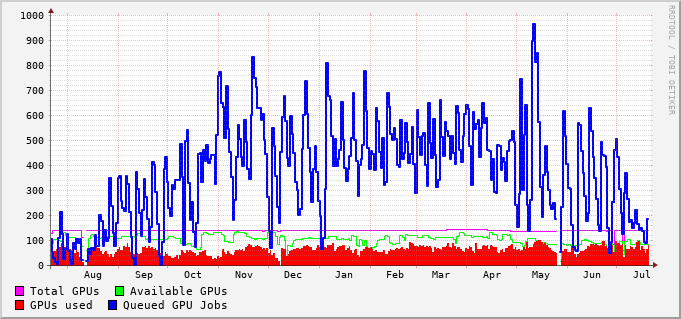 1000
900
800
700
600
500
400
300
200
100
0
Aug Sep Oct Nov Dec Jan Feb Mar Apr May Jun Jul
Total GPUs Available GPUs
GPUs used Queued GPU Jobs
RRDTOOL / TOBI OETIKER